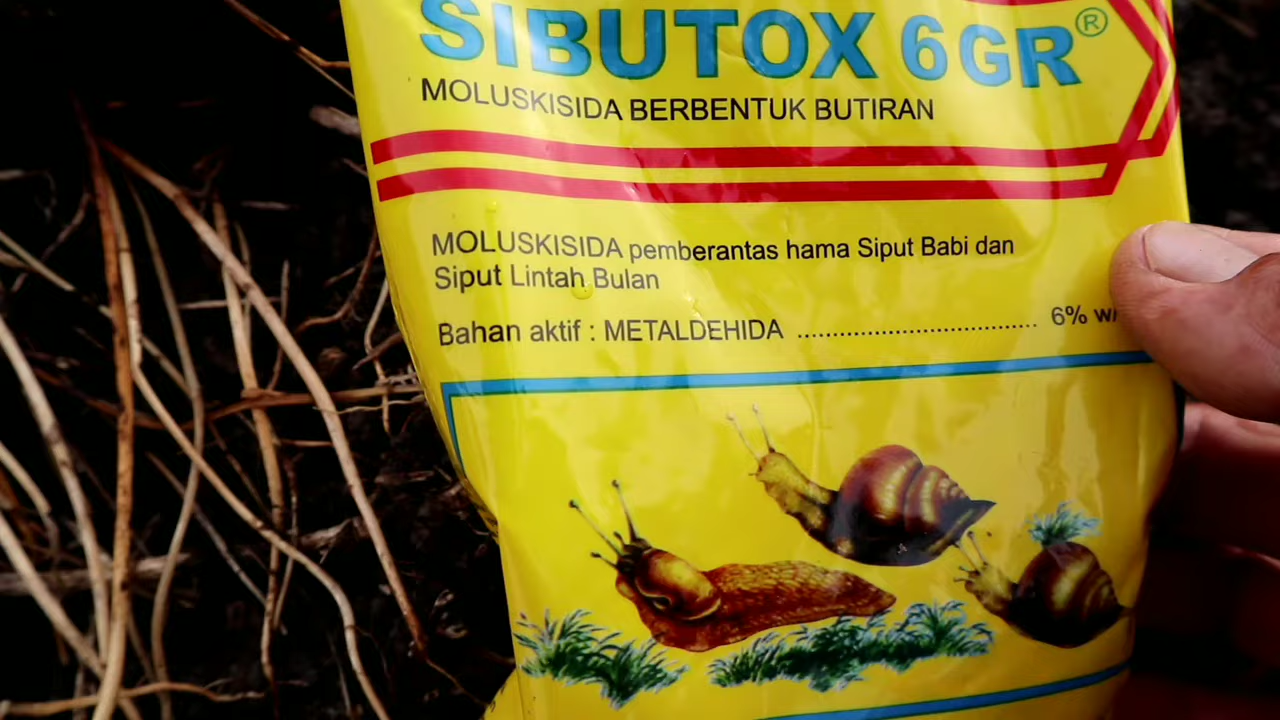 SIBUTOX 6GR®
MOLUSKISIDA BERBENTUK BUTIRAN
MOLUSKISIDA pemberantas hama Siput Babi dan
Siput Lintah Bulan
Bahan aktif : METALDEHIDA .................................... 6%